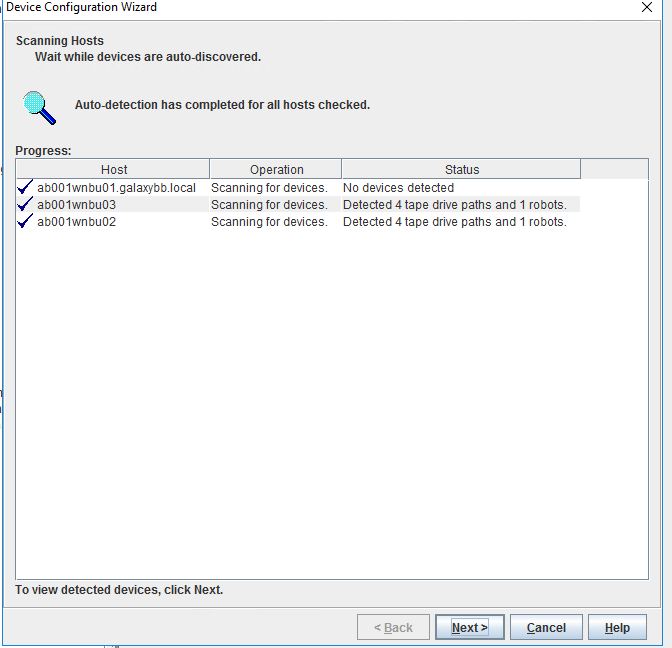 Device Configuration Wizard
Scanning Hosts
Wait while devices are auto-discovered.
Auto-detection has completed for all hosts checked.
Progress:
Host Operation Status
ab001wnbu01.galaxybb.local Scanning for devices. No devices detected
ab001wnbu03 Scanning for devices. Detected 4 tape drive paths and 1 robots.
ab001wnbu02 Scanning for devices. Detected 4 tape drive paths and 1 robots.
To view detected devices, click Next.
< Back Next > Cancel Help